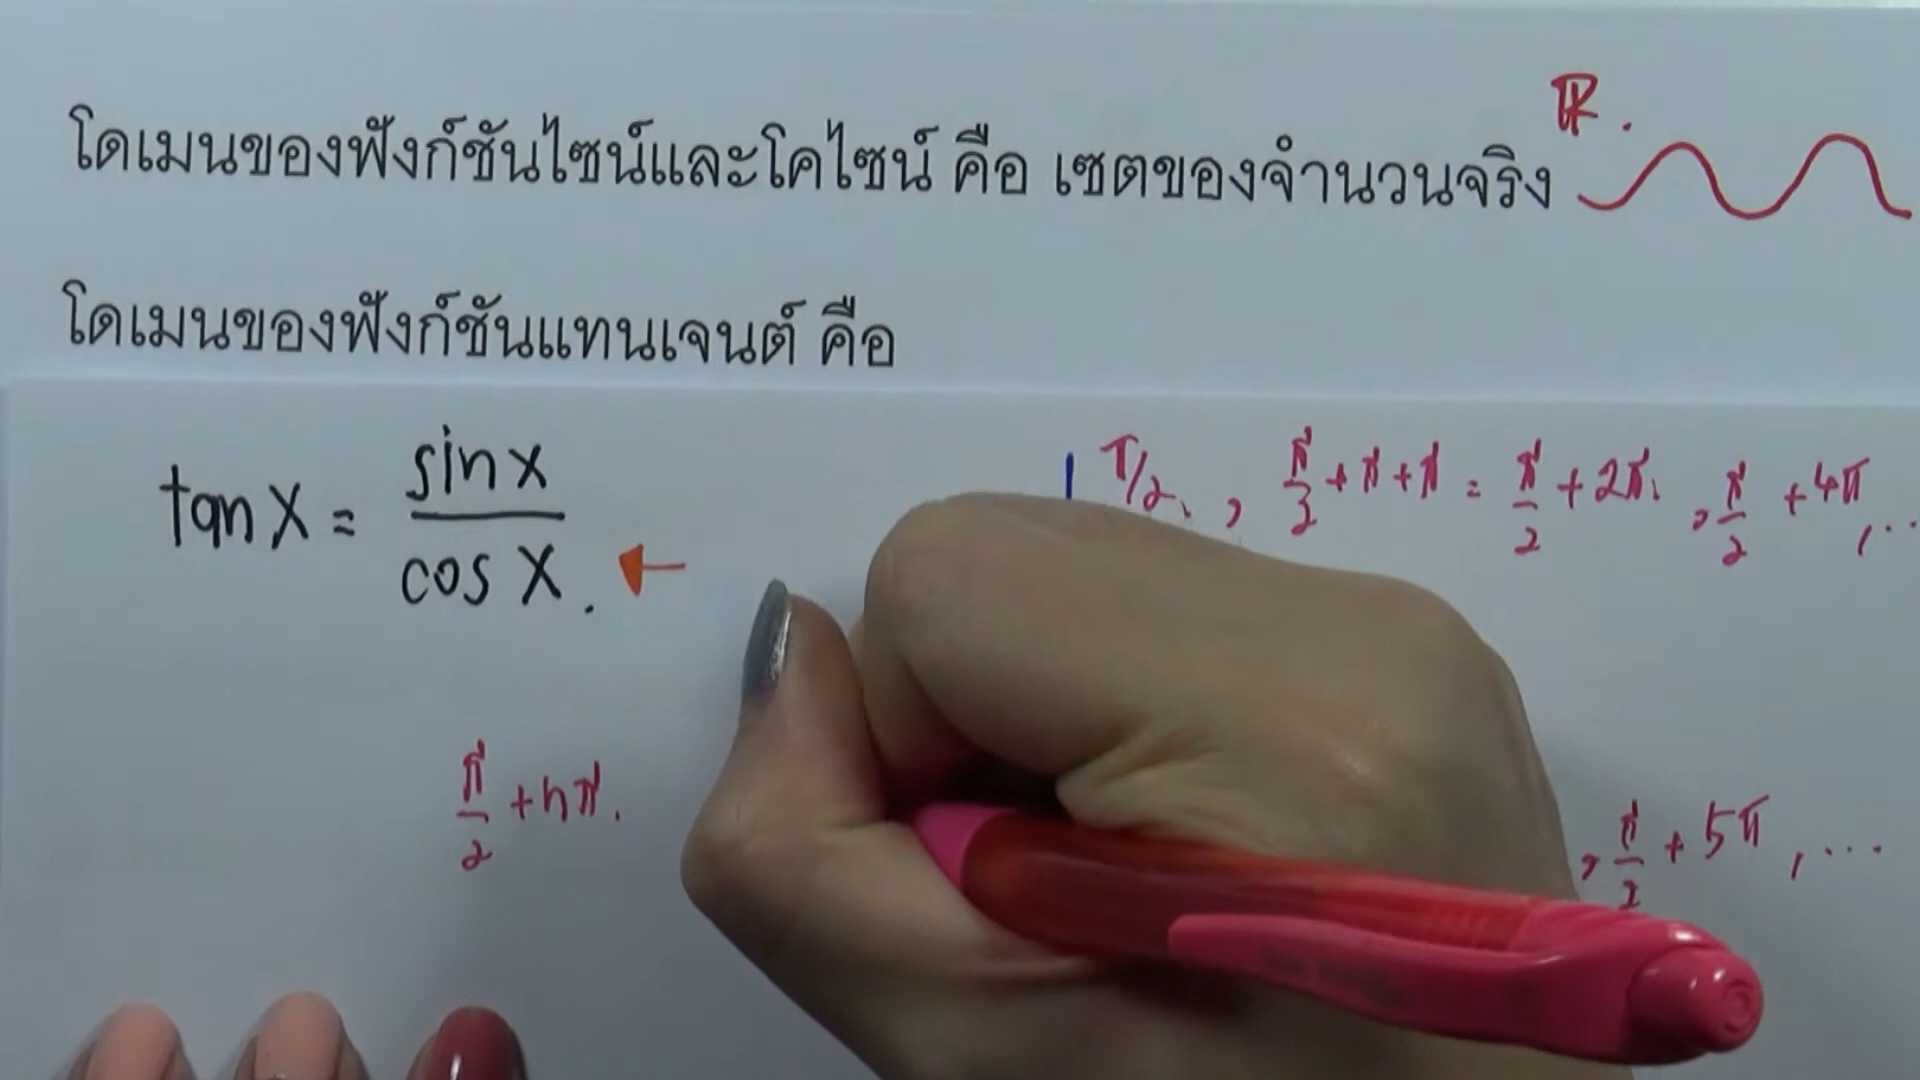 โดเมนของฟังก์ชันไซน์และโคไซน์ คือ เซตของจำนวนจริง ℝ.
โดเมนของฟังก์ชันแทนเจนต์ คือ
tan x = sin x / cos x.
π/2, , π/2 + π + π = π/2 + 2π, , π/2 + 4π, ...
π/2 + nπ.
, π/2 + 5π, ...